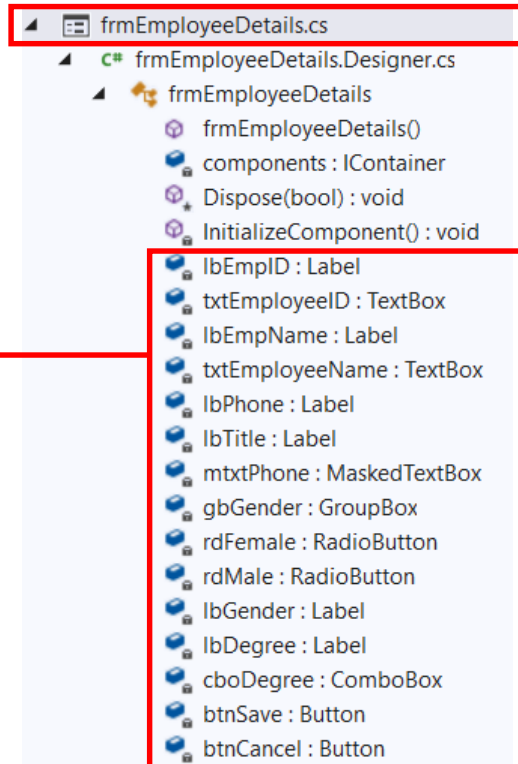 frmEmployeeDetails.cs
C# frmEmployeeDetails.Designer.cs
frmEmployeeDetails
frmEmployeeDetails()
components : IContainer
Dispose(bool) : void
InitializeComponent() : void
lbEmpID : Label
txtEmployeeID : TextBox
lbEmpName : Label
txtEmployeeName : TextBox
lbPhone : Label
lbTitle : Label
mtxtPhone : MaskedTextBox
gbGender : GroupBox
rdFemale : RadioButton
rdMale : RadioButton
lbGender : Label
lbDegree : Label
cboDegree : ComboBox
btnSave : Button
btnCancel : Button